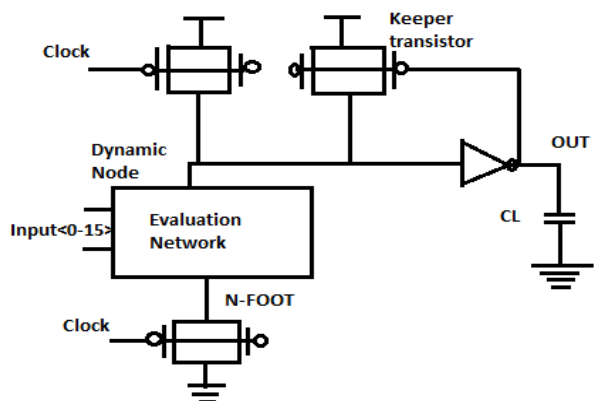 Keeper
transistor
Clock
OUT
Dynamic
Node
Input<0-15>
Evaluation
Network
CL
N-FOOT
Clock